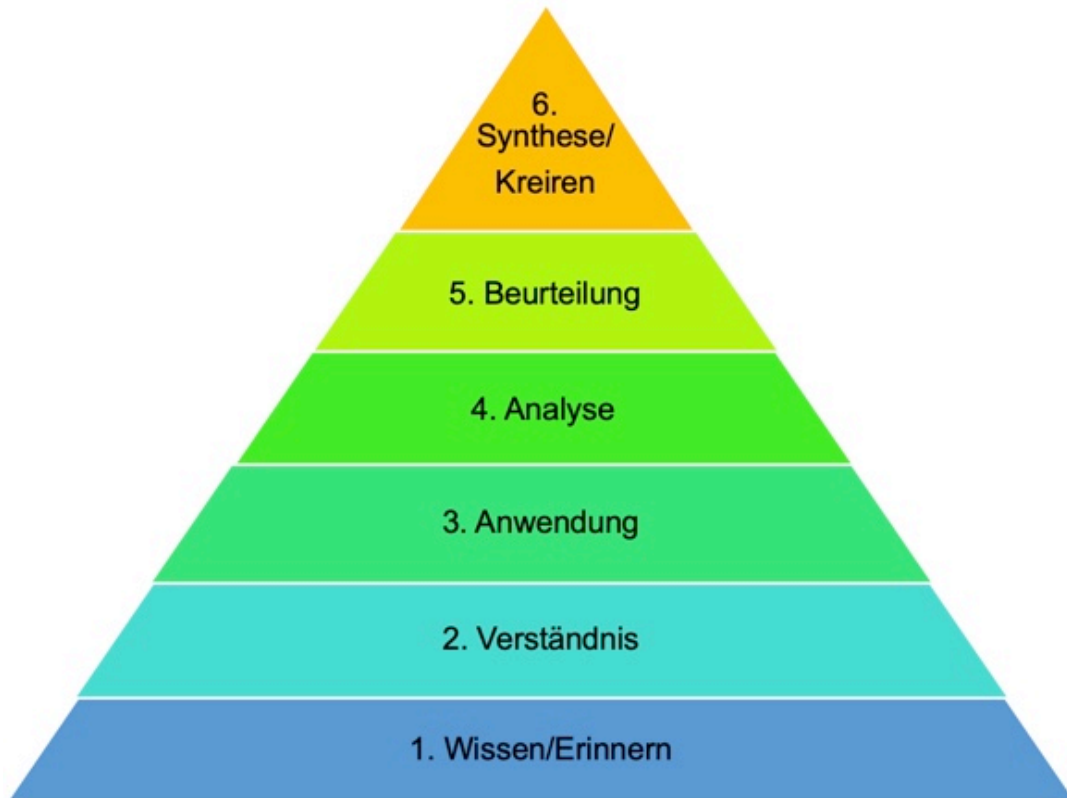 6.
Synthese/
Kreiren
5. Beurteilung
4. Analyse
3. Anwendung
2. Verständnis
1. Wissen/Erinnern